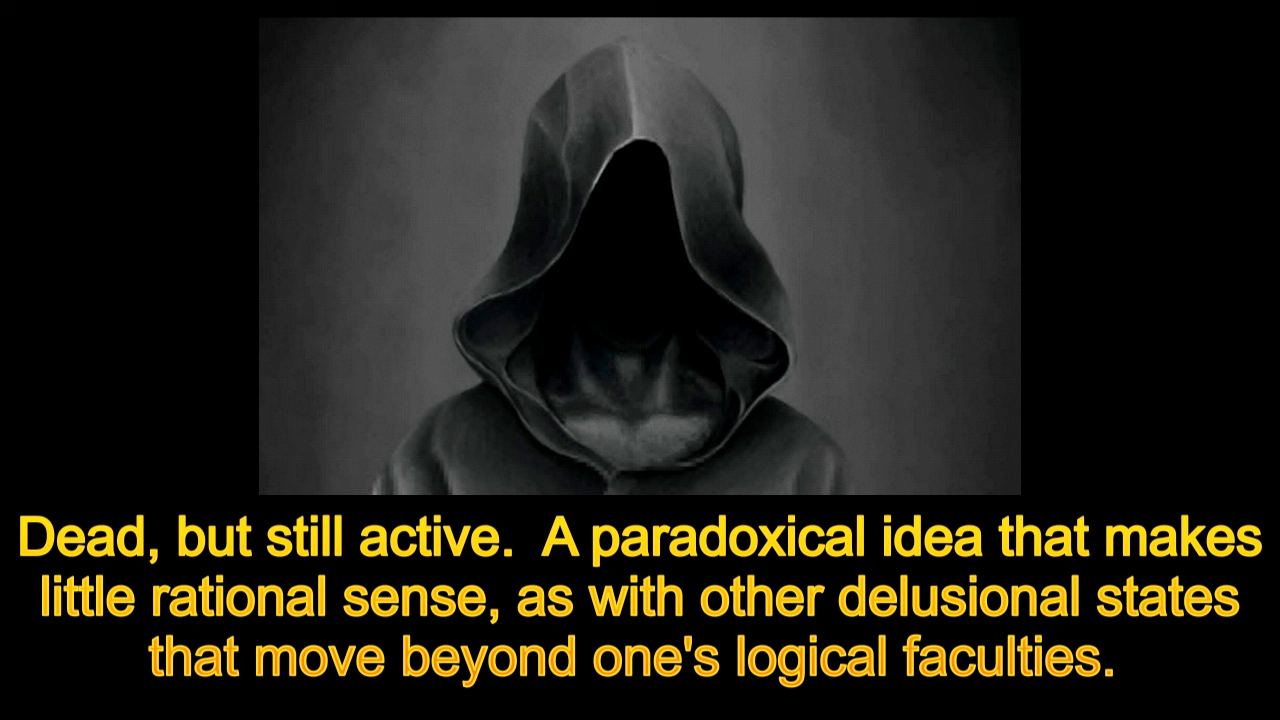 Dead, but still active.  A paradoxical idea that makes
little rational sense, as with other delusional states
that move beyond one's logical faculties.